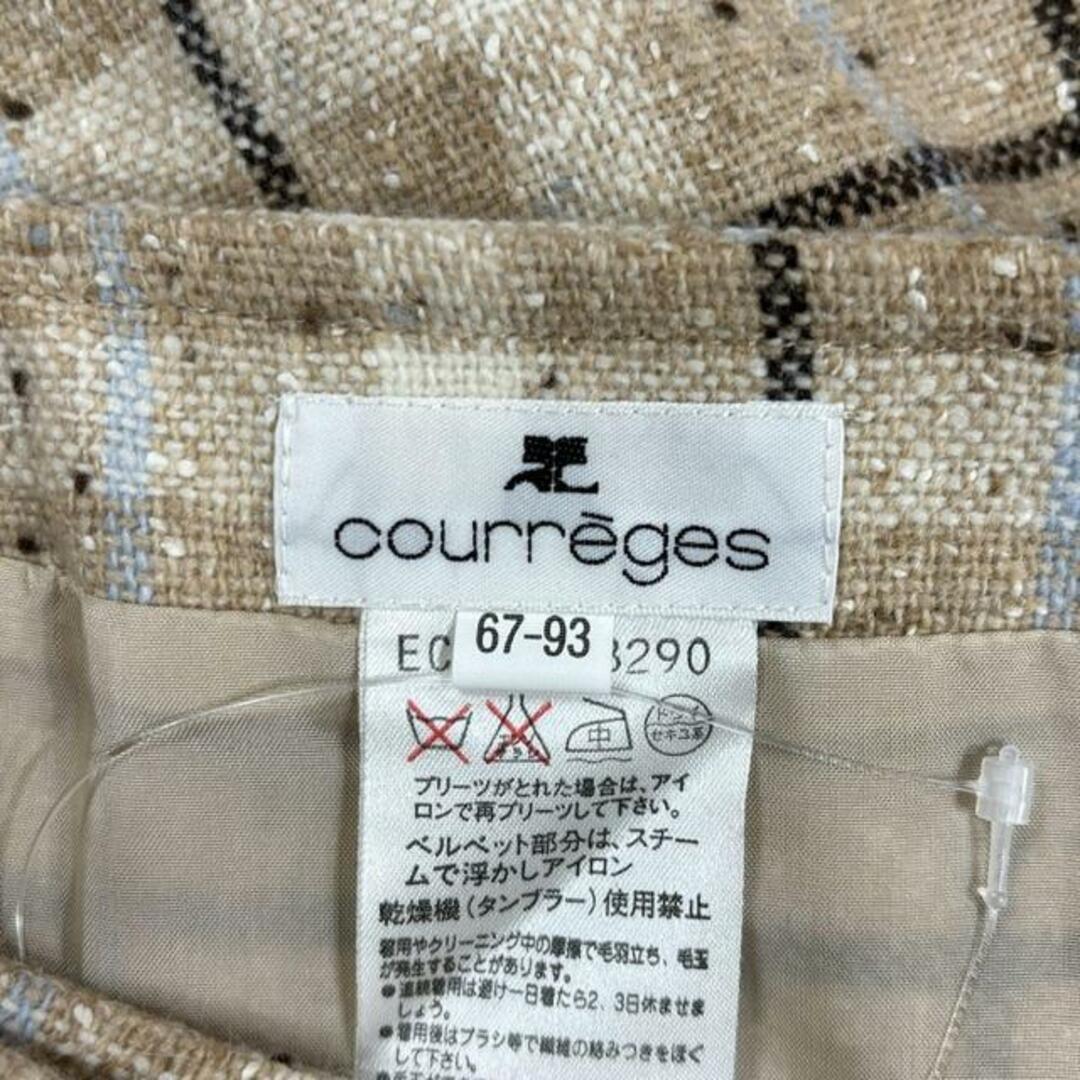 courrèges
67-93
EC 3290
エンソ
サラシ
中
ドライ
セキユ系
プリーツがとれた場合は、アイ
ロンで再プリーツして下さい。
ベルベット部分は、スチー
ムで浮かしアイロン
乾燥機(タンブラー)使用禁止
着用やクリーニング中の摩擦で毛羽立ち、毛玉
が発生することがあります。
●連続着用は避け一日着たら2、3日休ませま
しょう。
●着用後はブラシ等で繊維の絡みつきをほぐ
して下さい。